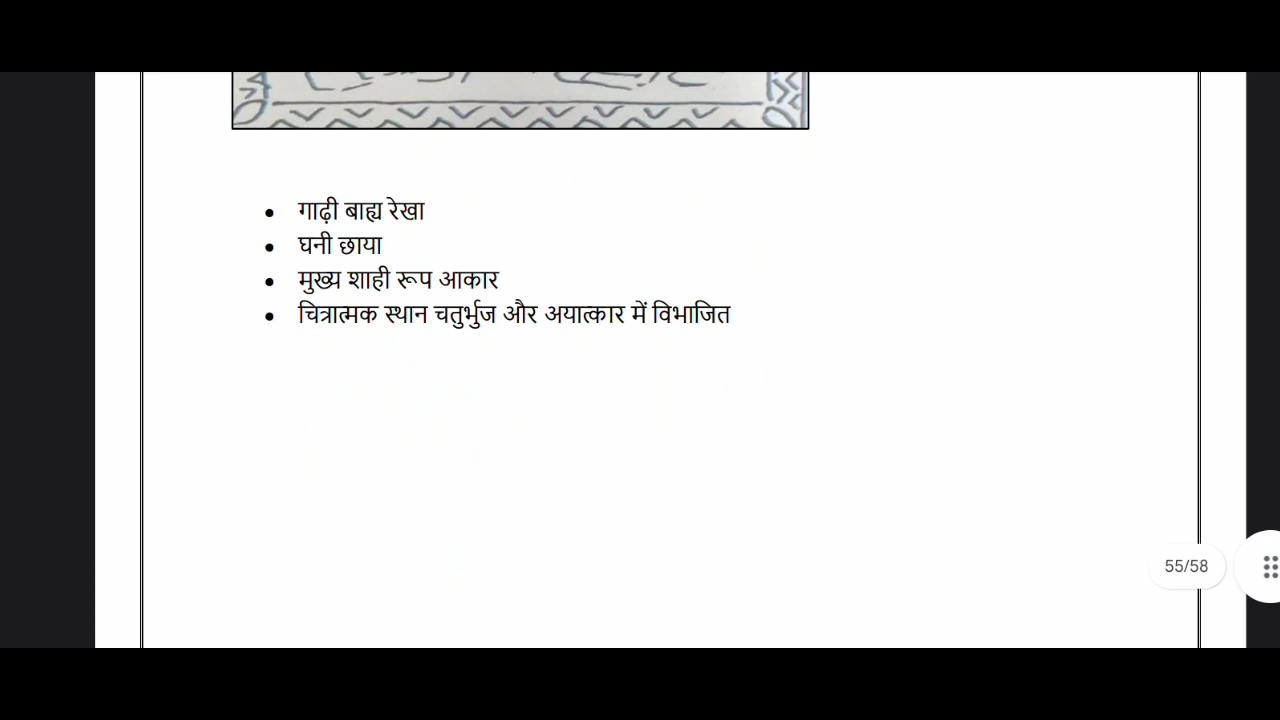 गाढ़ी बाह्य रेखा
घनी छाया
मुख्य शाही रूप आकार
चित्रात्मक स्थान चतुर्भुज और अयात्कार में विभाजित
55/58